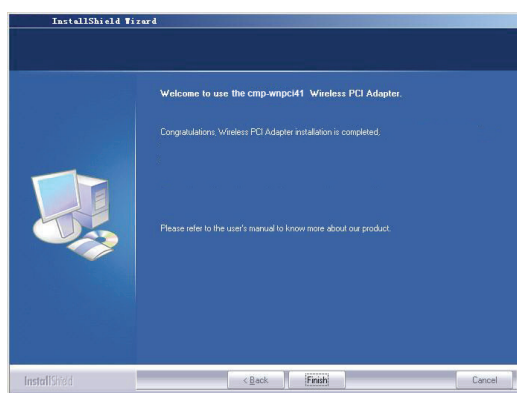 InstallShield Wizard
Welcome to use the cmp-wnpci41 Wireless PCI Adapter.
Congratulations, Wireless PCI Adapter installation is completed,
Please refer to the user's manual to know more about our product.
InstallShield
< Back
Finish
Cancel